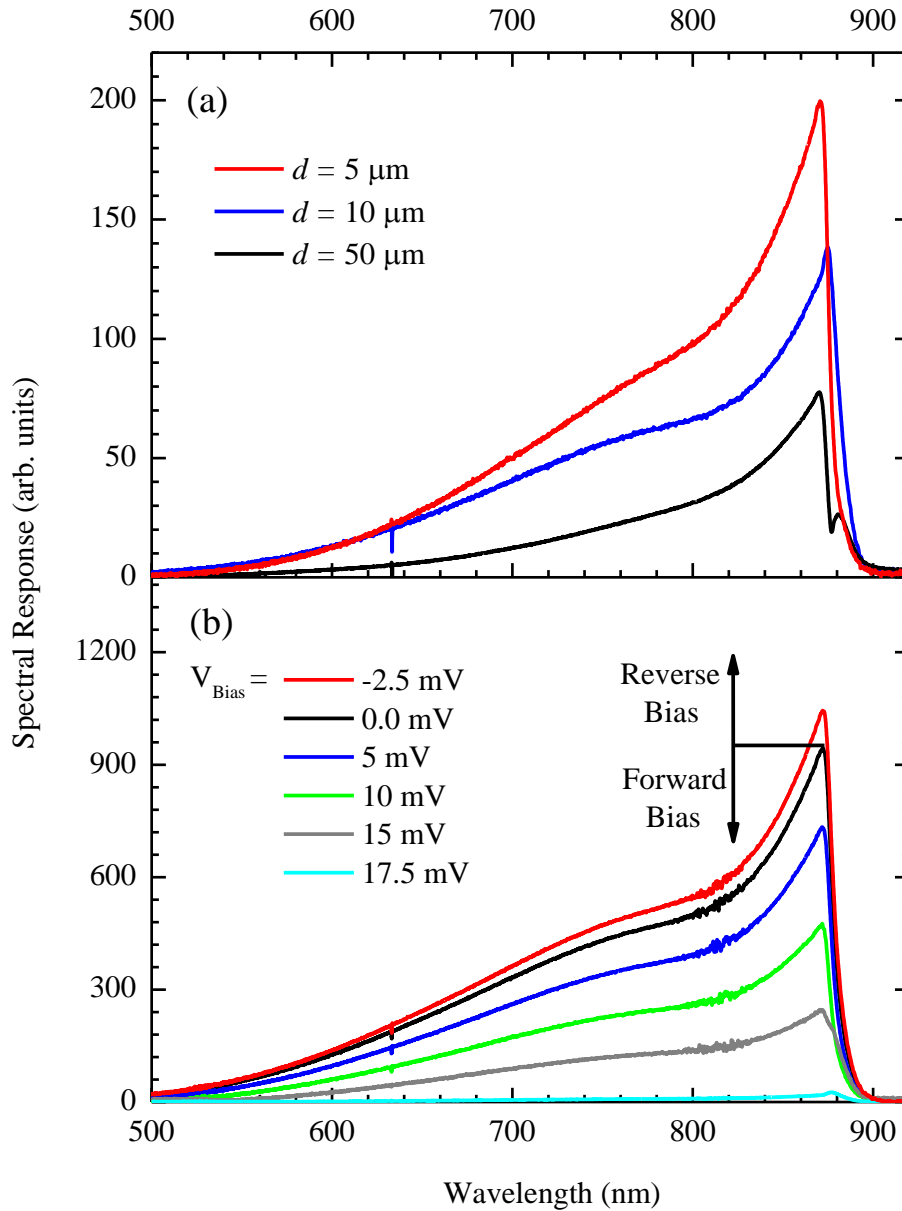 500 600 700 800 900
(a)
200
150
100
50
0
d = 5 μm
d = 10 μm
d = 50 μm
Spectral Response (arb. units)
(b)
1200
900
600
300
0
V_Bias =
-2.5 mV
0.0 mV
5 mV
10 mV
15 mV
17.5 mV
Reverse
Bias
Forward
Bias
500 600 700 800 900
Wavelength (nm)